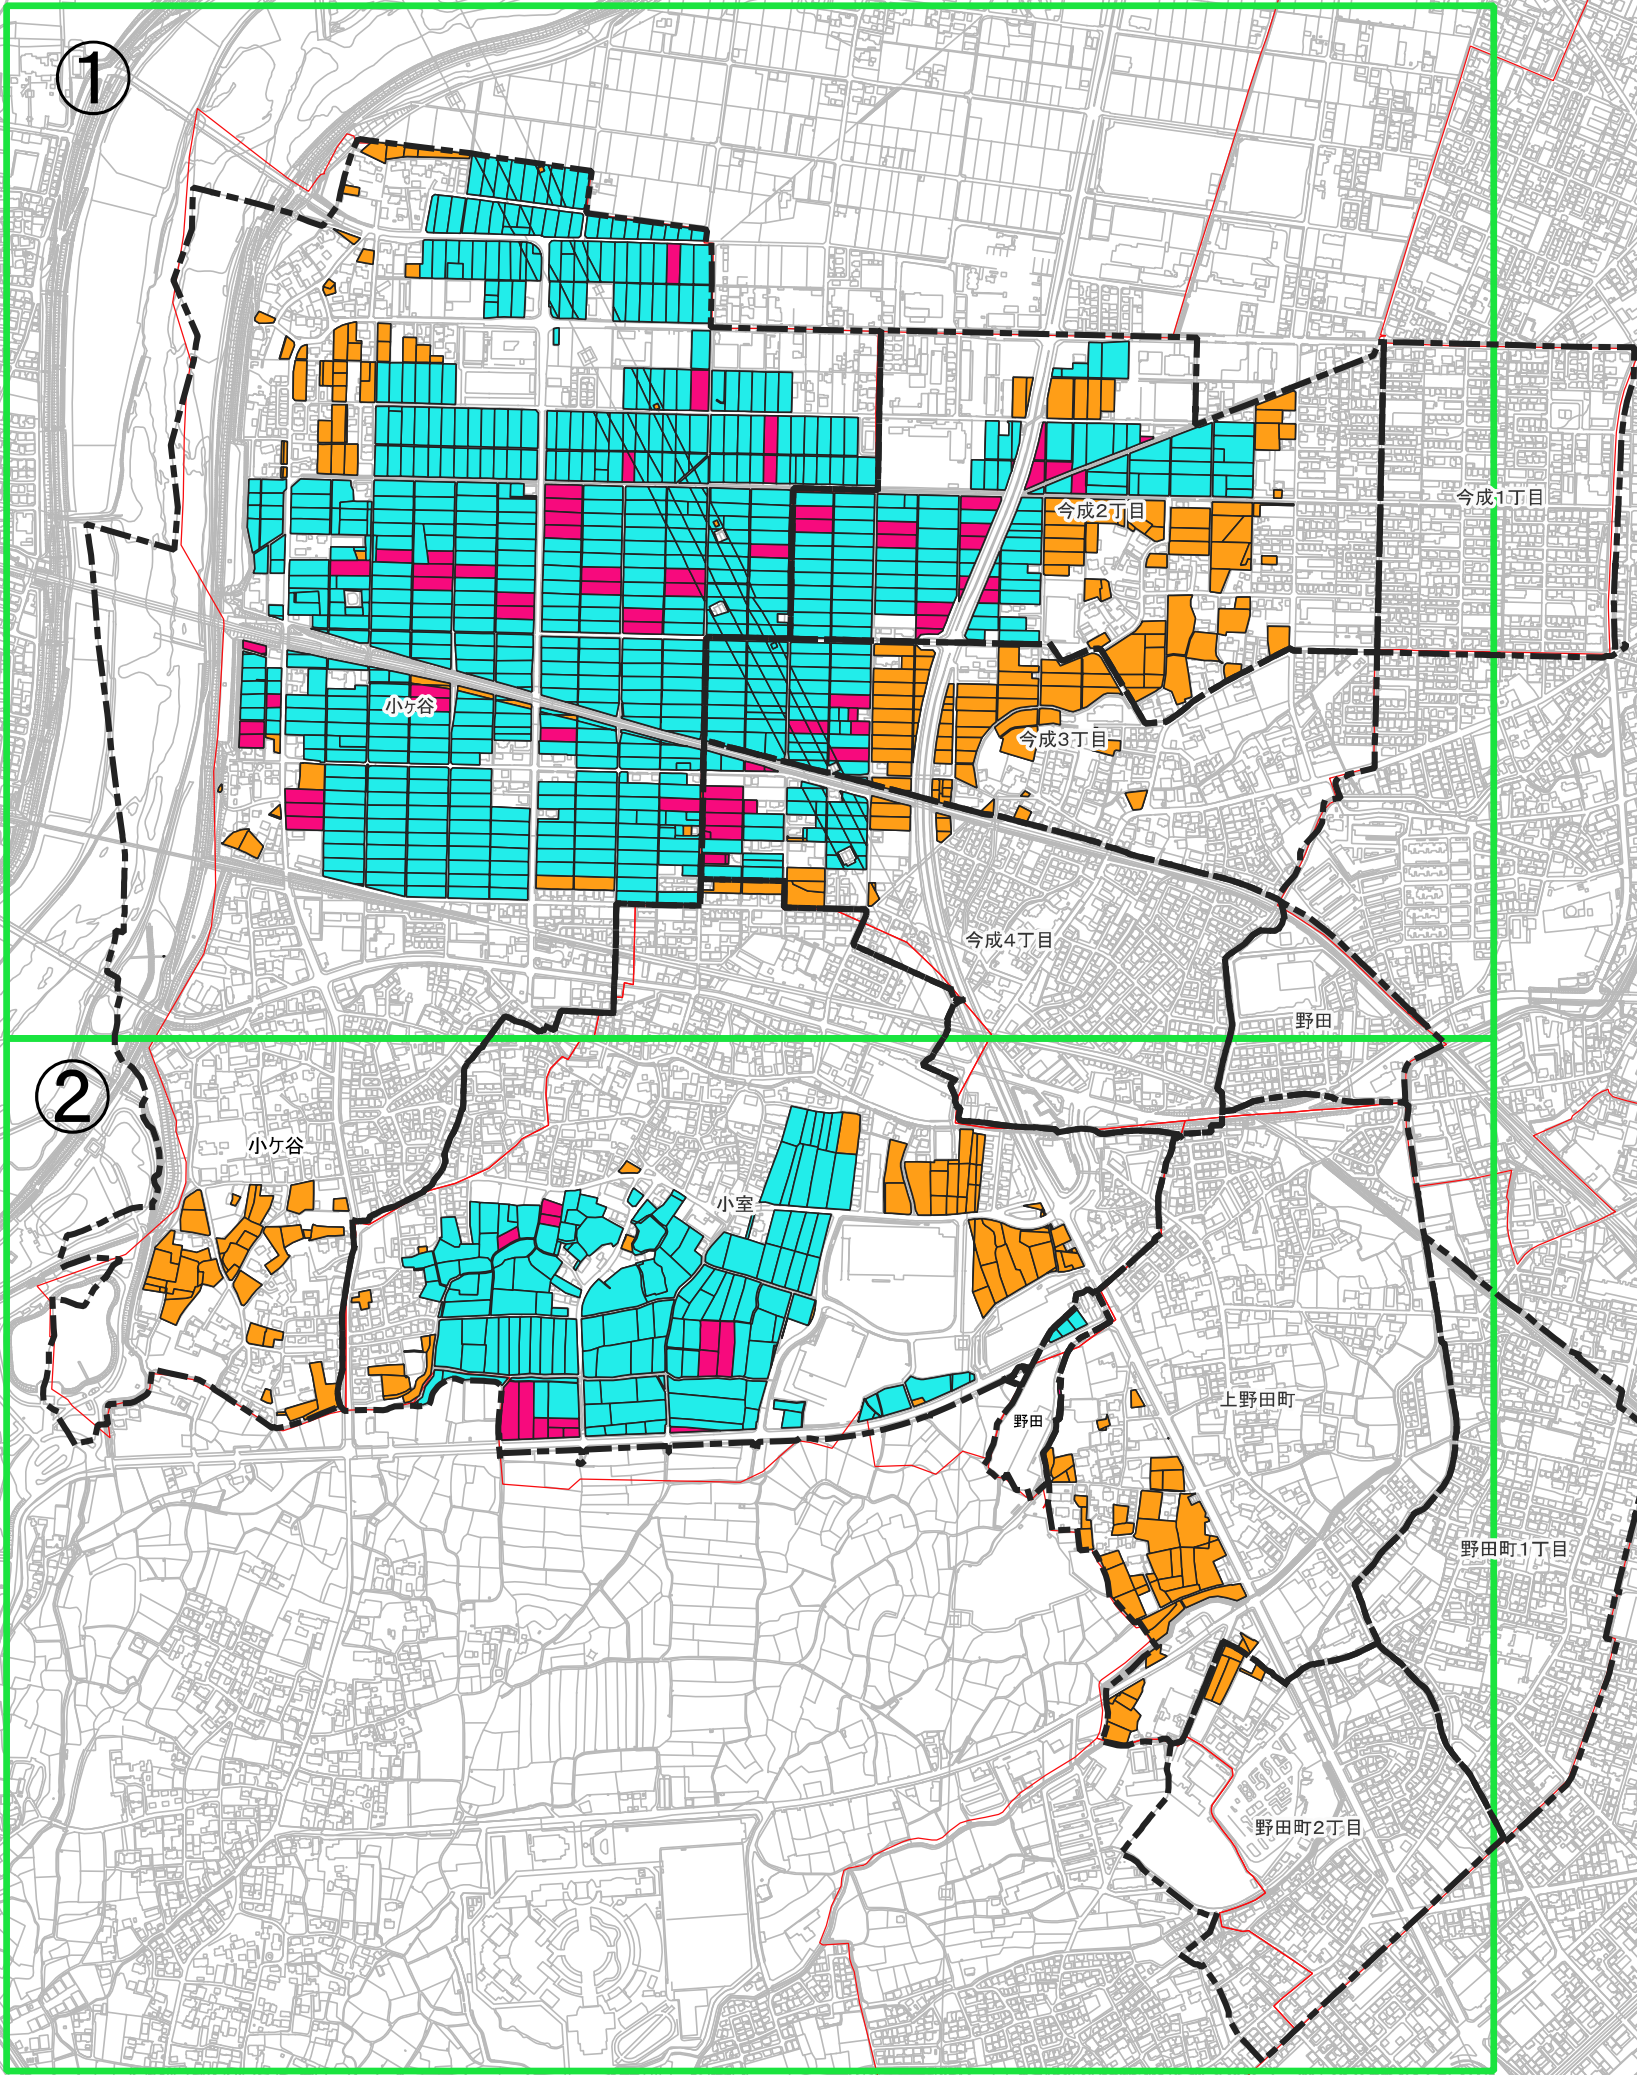 ①
今成1丁目
今成2丁目
小ヶ谷
今成3丁目
今成4丁目
野田
②
小ケ谷
小室
上野田町
野田
野田町1丁目
野田町2丁目